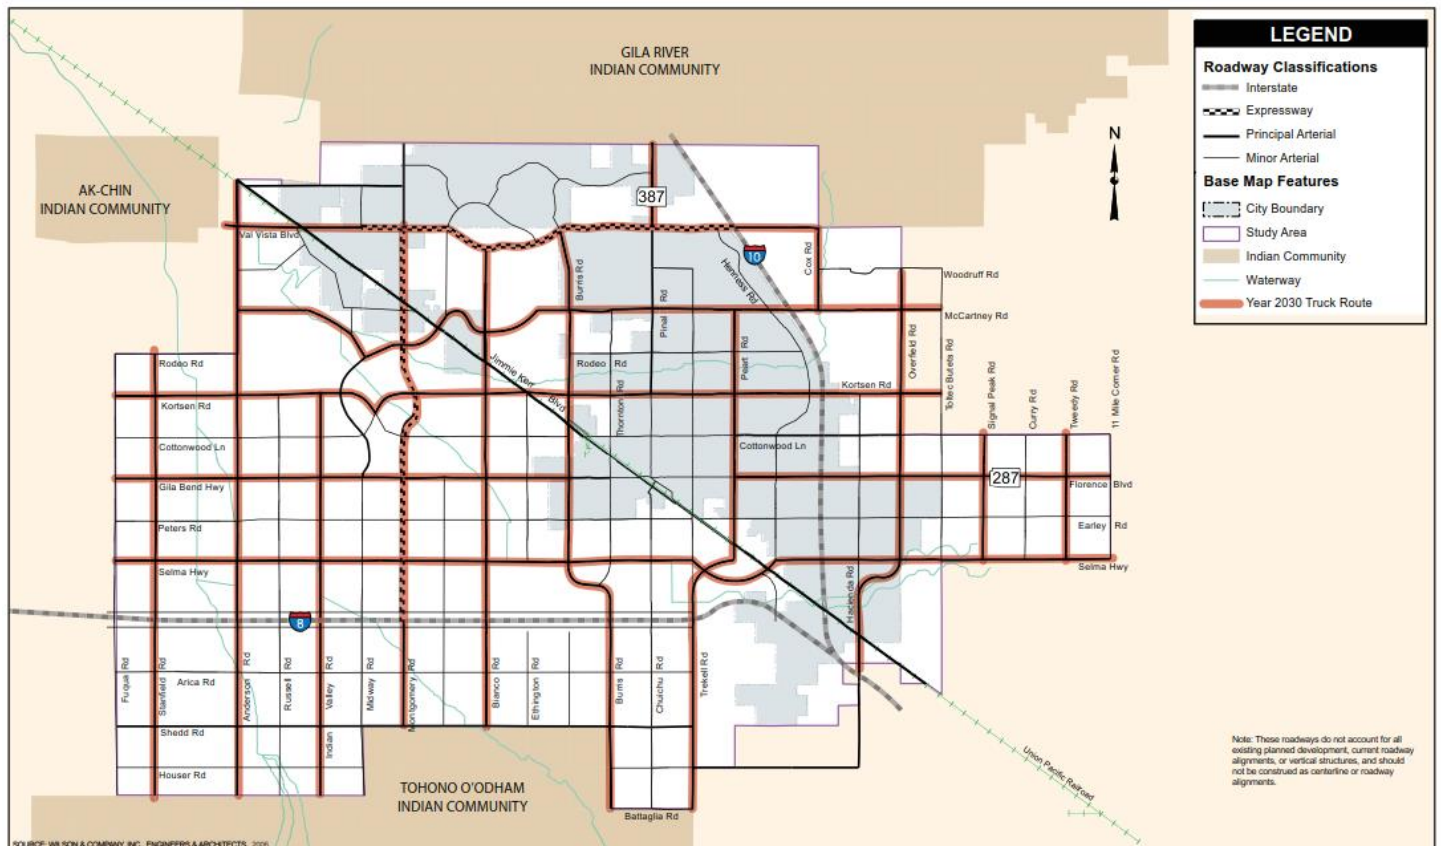 GILA RIVER
INDIAN COMMUNITY
AK-CHIN
INDIAN COMMUNITY
387
10
N
LEGEND
Roadway Classifications
Interstate
Expressway
Principal Arterial
Minor Arterial
Base Map Features
City Boundary
Study Area
Indian Community
Waterway
Year 2030 Truck Route
Val Vista Blvd
Burris Rd
Pinal Rd
Henness Rd
Cox Rd
Woodruff Rd
McCartney Rd
Overfield Rd
Toltec Butets Rd
Rodeo Rd
Jimmie Kerr Blvd
Rodeo Rd
Thornton Rd
Peart Rd
Kortsen Rd
Signal Peak Rd
Curry Rd
Tweedy Rd
11 Mile Corner Rd
Kortsen Rd
Cottonwood Ln
Cottonwood Ln
Gila Bend Hwy
287
Florence Blvd
Peters Rd
Earley Rd
Selma Hwy
Selma Hwy
Hacienda Rd
8
Fuqua Rd
Stanfield Rd
Arica Rd
Anderson Rd
Russell Rd
Indian Valley Rd
Midway Rd
Montgomery Rd
Bianco Rd
Ethington Rd
Burris Rd
Chuichu Rd
Trekell Rd
Shedd Rd
Houser Rd
TOHONO O'ODHAM
INDIAN COMMUNITY
Battaglia Rd
Union Pacific Railroad
Note: These roadways do not account for all
existing planned development, current roadway
alignments, or vertical structures, and should
not be construed as centerline or roadway
alignments.
SOURCE: WILSON & COMPANY, INC., ENGINEERS & ARCHITECTS, 2006